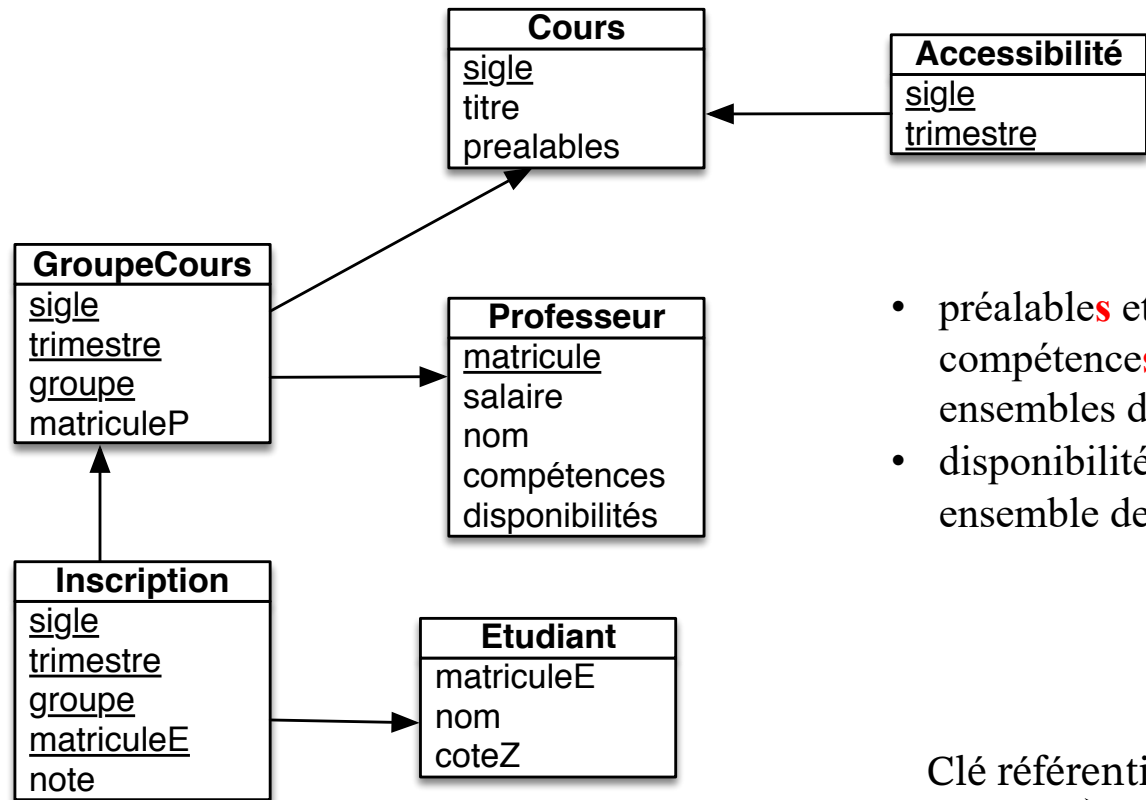 Cours
sigle
titre
prealables
Accessibilité
sigle
trimestre
GroupeCours
sigle
trimestre
groupe
matriculeP
Professeur
matricule
salaire
nom
compétences
disponibilités
• préalables et
compétences
ensembles d
• disponibilité
ensemble de
Inscription
sigle
trimestre
groupe
matriculeE
note
Etudiant
matriculeE
nom
coteZ
Clé référenti